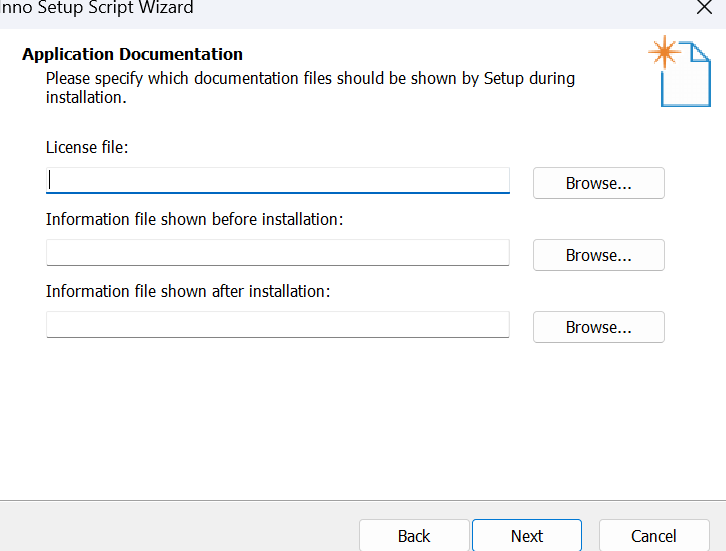 Inno Setup Script Wizard
Application Documentation
Please specify which documentation files should be shown by Setup during
installation.
License file:
Browse...
Information file shown before installation:
Browse...
Information file shown after installation:
Browse...
Back
Next
Cancel